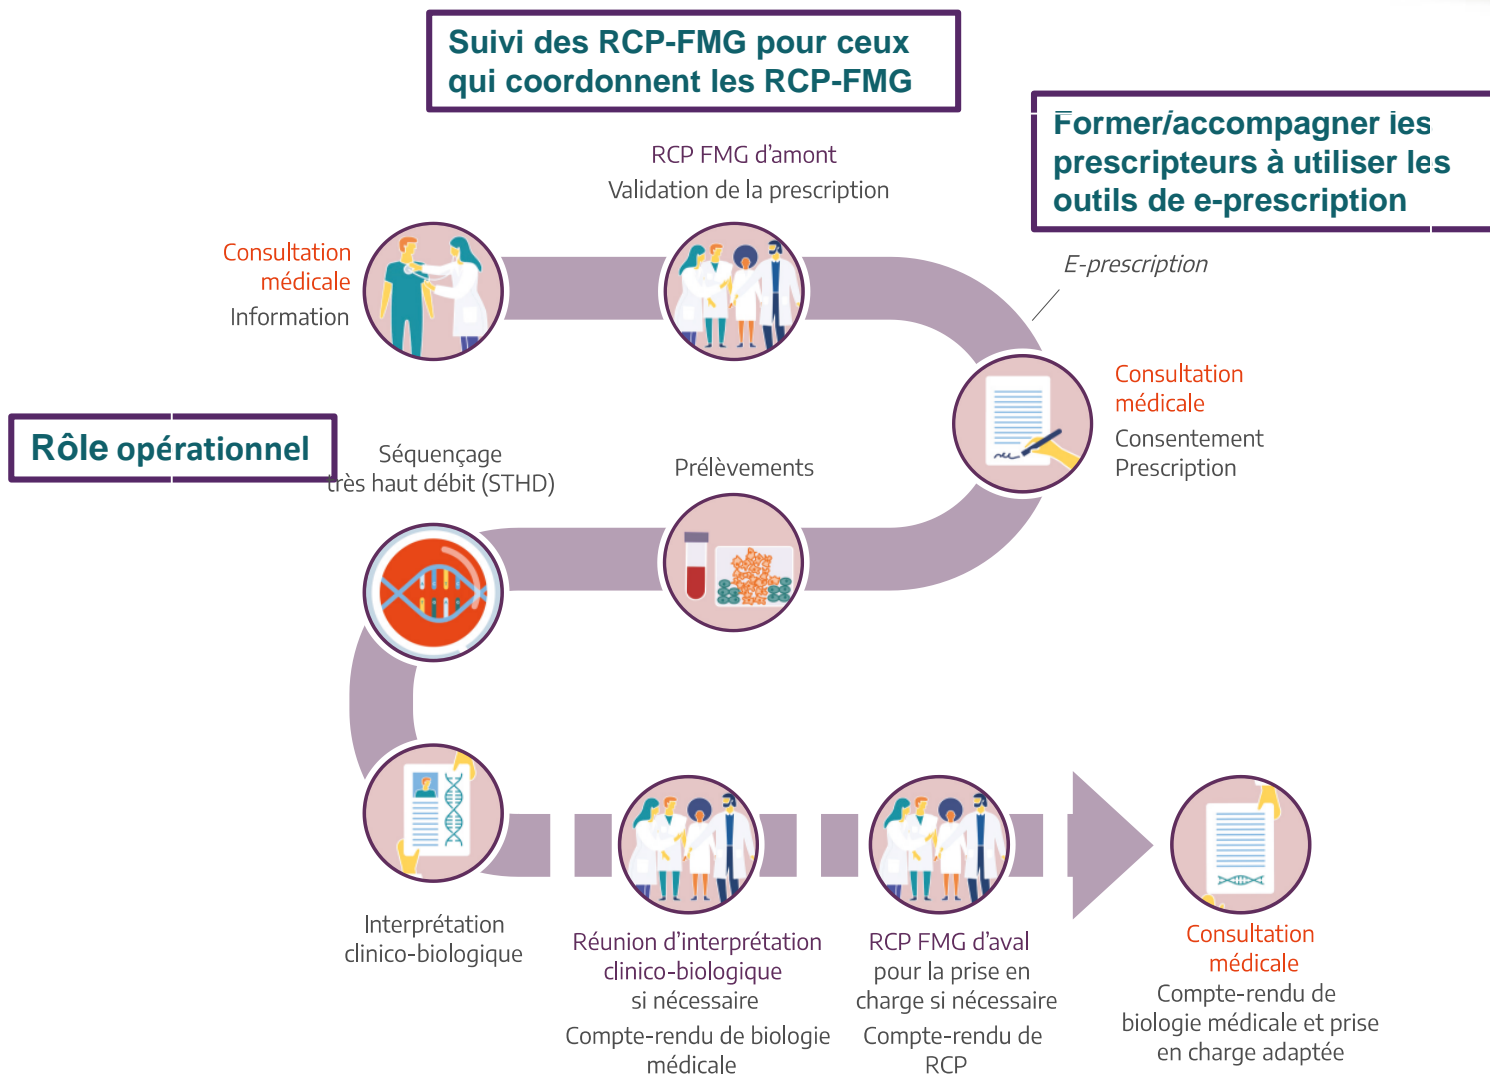 Suivi des RCP-FMG pour ceux
qui coordonnent les RCP-FMG
Former/accompagner les
prescripteurs à utiliser les
outils de e-prescription
RCP FMG d'amont
Validation de la prescription
Consultation
médicale
Information
E-prescription
Consultation
médicale
Consentement
Prescription
Rôle opérationnel
Séquençage
très haut débit (STHD)
Prélèvements
Interprétation
clinico-biologique
Réunion d'interprétation
clinico-biologique
si nécessaire
Compte-rendu de biologie
médicale
RCP FMG d'aval
pour la prise en
charge si nécessaire
Compte-rendu de
RCP
Consultation
médicale
Compte-rendu de
biologie médicale et prise
en charge adaptée